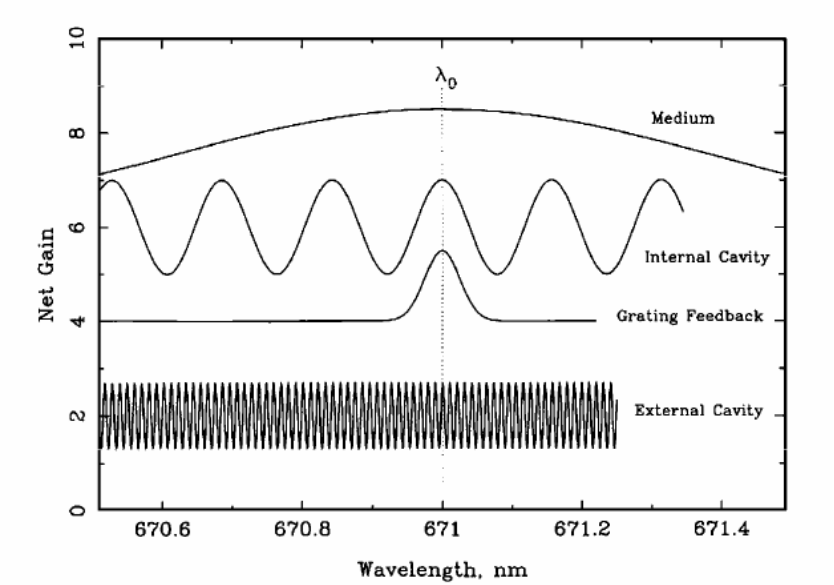 10
λ0
Medium
8
6
Internal Cavity
Net Gain
Grating Feedback
4
External Cavity
2
0
670.6 670.8 671 671.2 671.4
Wavelength, nm